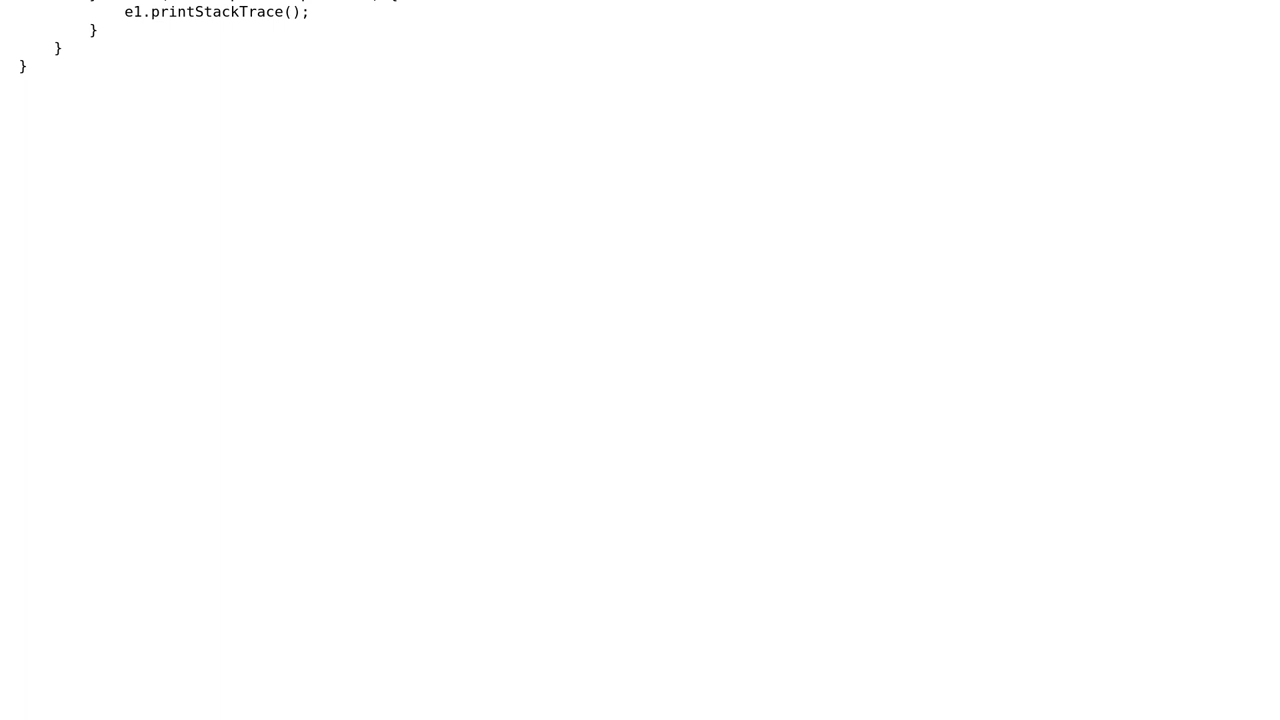 e1.printStackTrace();
        }
    }
}